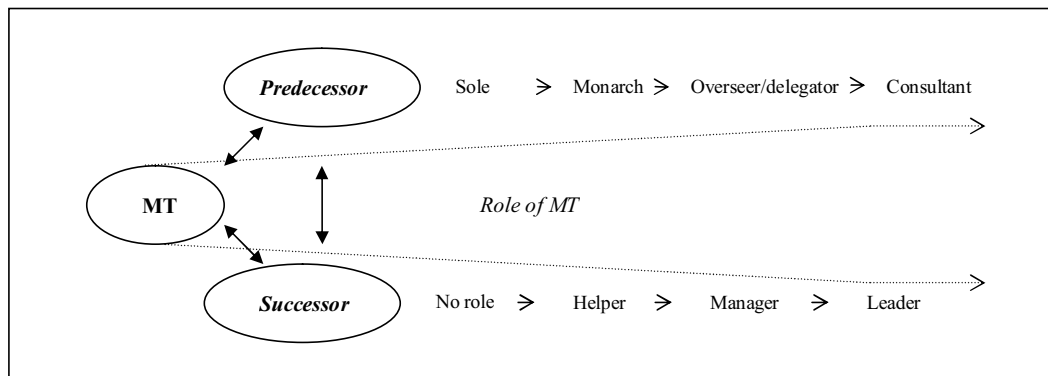 Predecessor Sole Monarch Overseer/delegator Consultant
MT Role of MT
Successor No role Helper Manager Leader